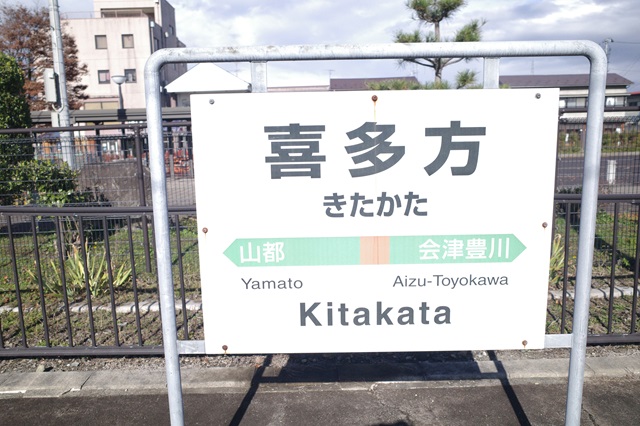 喜多方
きたかた
山都 会津豊川
Yamato Aizu-Toyokawa
Kitakata